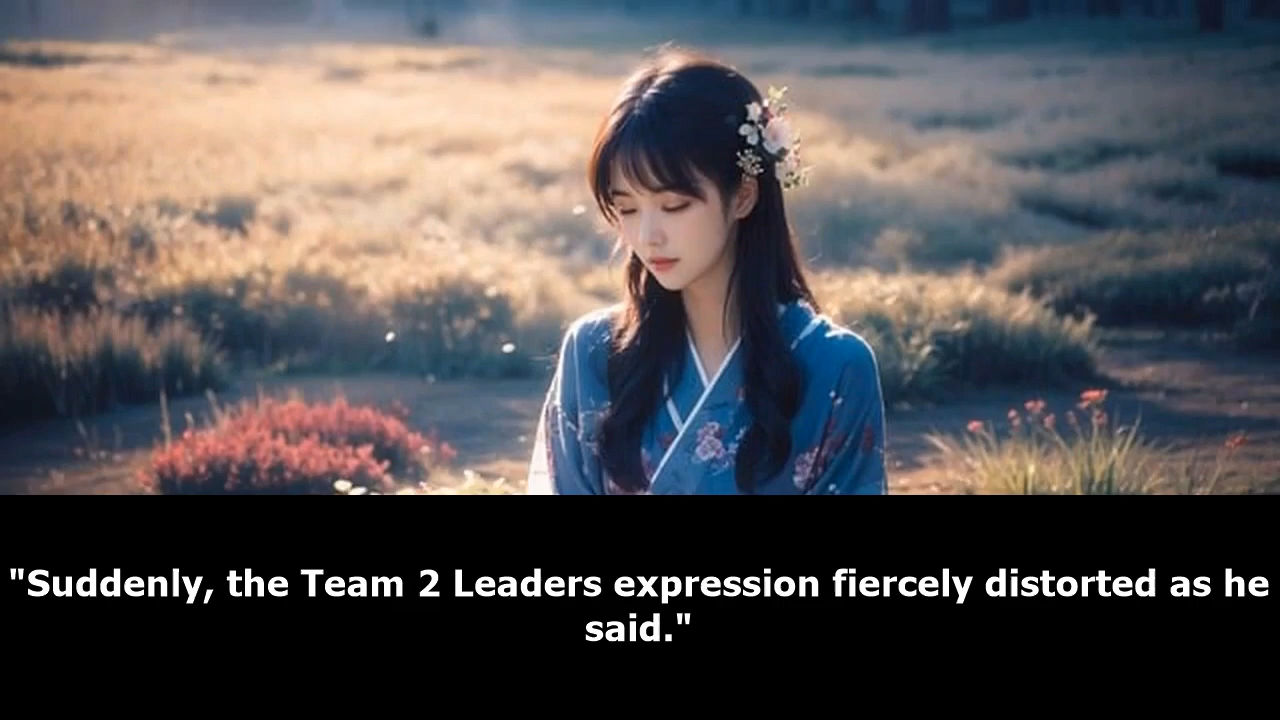 "Suddenly, the Team 2 Leaders expression fiercely distorted as he
said."